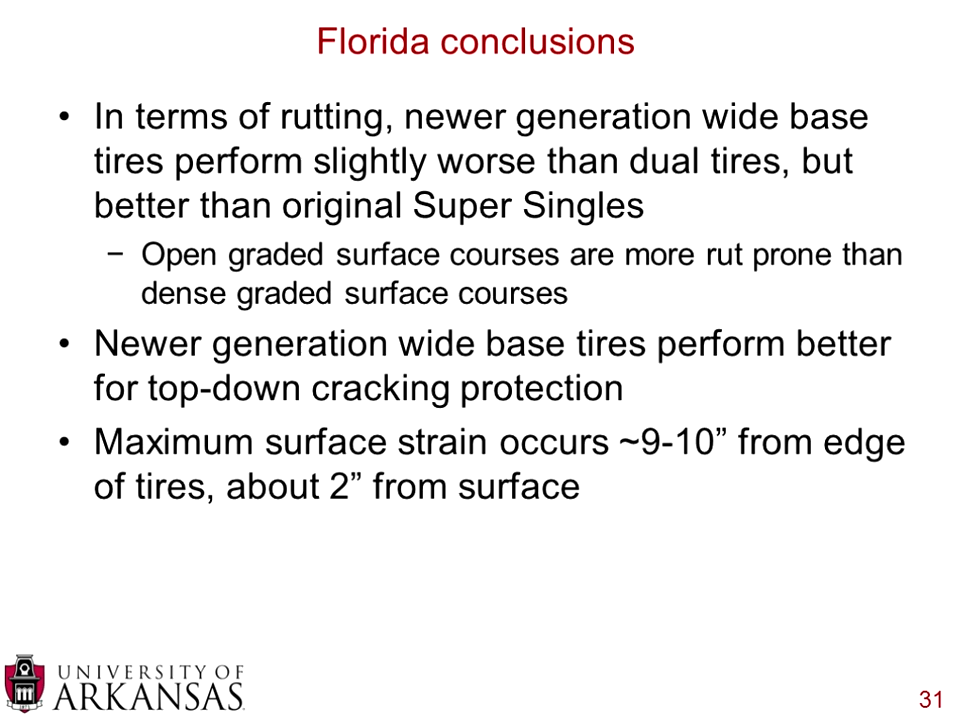 Florida conclusions
• In terms of rutting, newer generation wide base
tires perform slightly worse than dual tires, but
better than original Super Singles
− Open graded surface courses are more rut prone than
dense graded surface courses
• Newer generation wide base tires perform better
for top-down cracking protection
• Maximum surface strain occurs ~9-10” from edge
of tires, about 2” from surface
UNIVERSITY OF
ARKANSAS
31